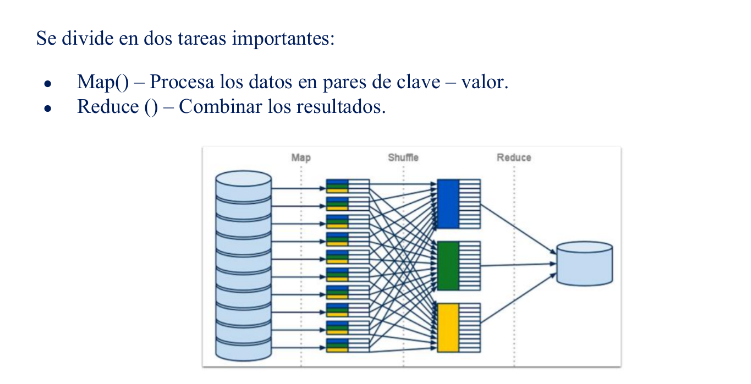 Se divide en dos tareas importantes:
● Map() – Procesa los datos en pares de clave – valor.
● Reduce () – Combinar los resultados.
Map Shuffle Reduce